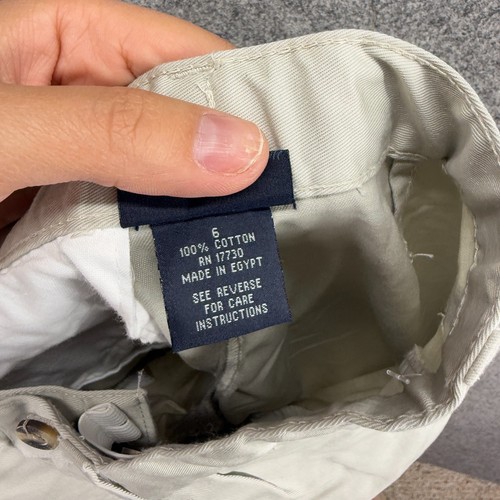 6
100% COTTON
RN 17730
MADE IN EGYPT
SEE REVERSE
FOR CARE
INSTRUCTIONS